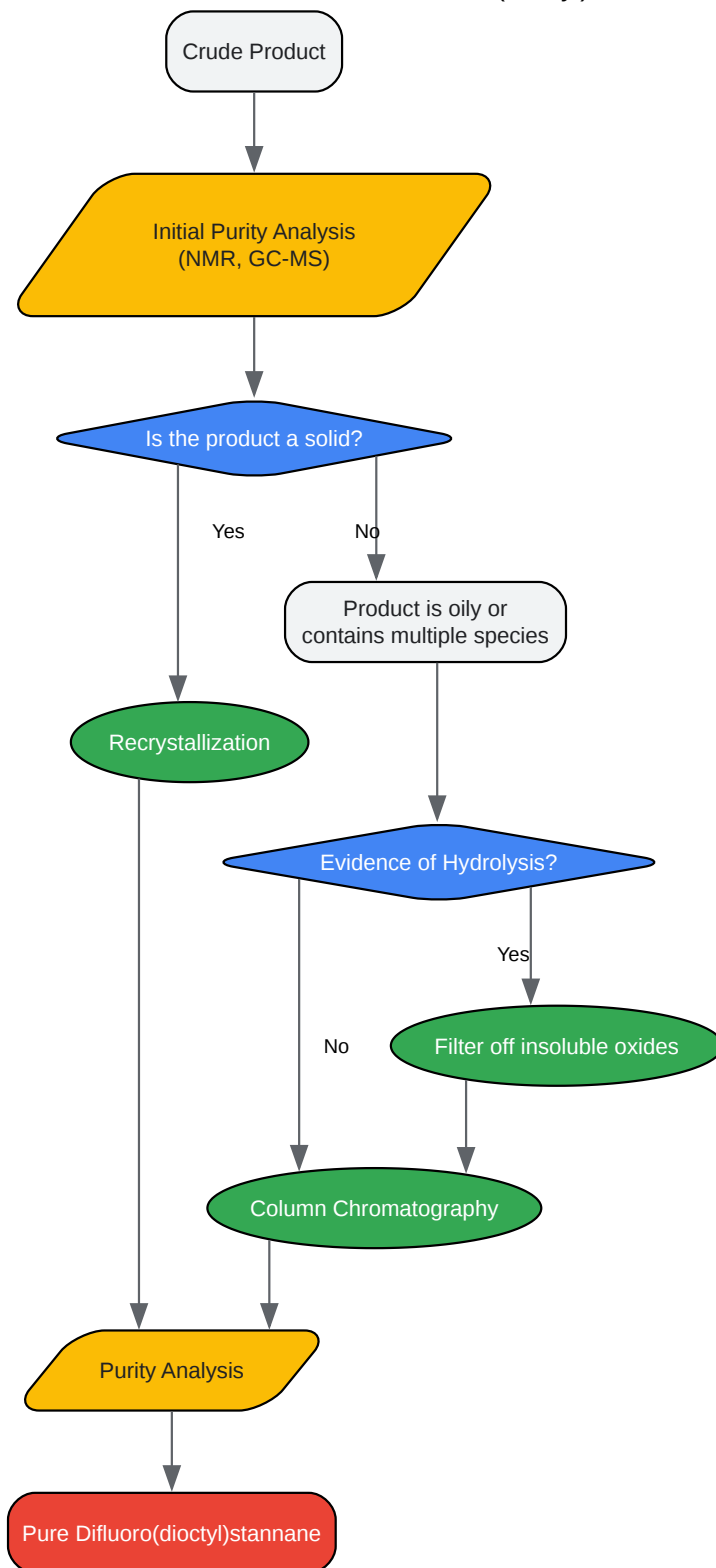 Crude Product
Initial Purity Analysis
(NMR, GC-MS)
Is the product a solid?
Yes
No
Product is oily or
contains multiple species
Recrystallization
Evidence of Hydrolysis?
Yes
No
Filter off insoluble oxides
Column Chromatography
Purity Analysis
Pure Difluoro(dioctyl)stannane